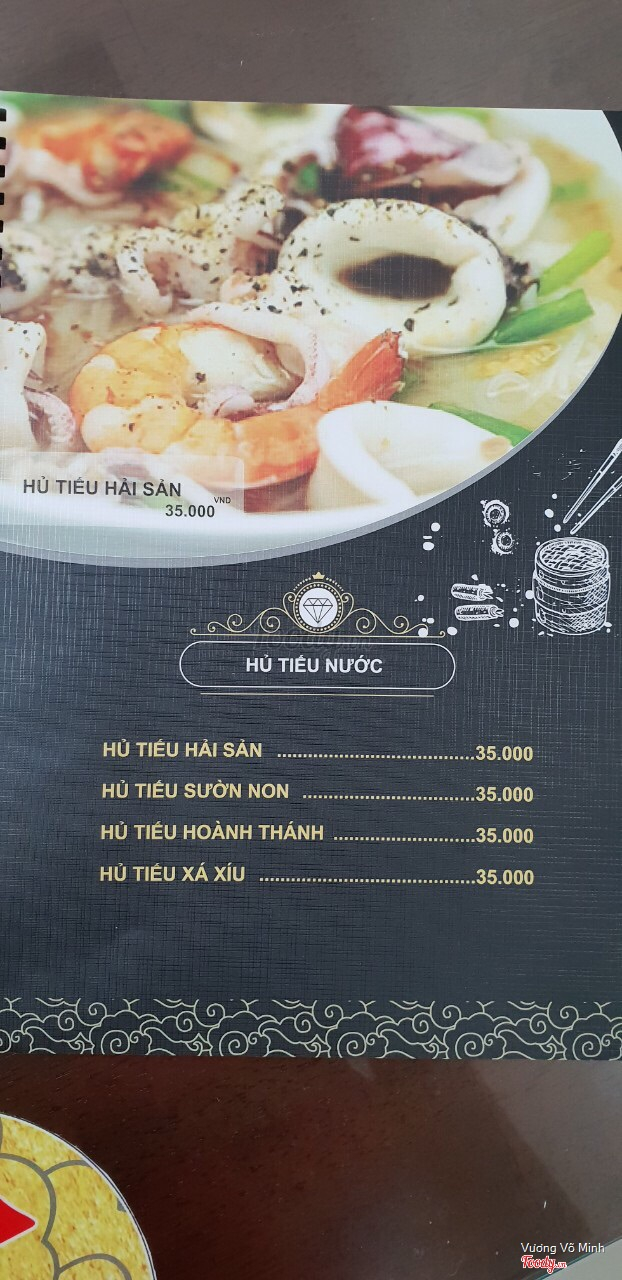 HỦ TIẾU HẢI SẢN
VND
35.000
HỦ TIẾU NƯỚC
HỦ TIẾU HẢI SẢN ...............................................35.000
HỦ TIẾU SƯỜN NON .........................................35.000
HỦ TIẾU HOÀNH THÁNH ..................................35.000
HỦ TIẾU XÁ XÍU ...................................................35.000
Vương Võ Minh
Foody.vn